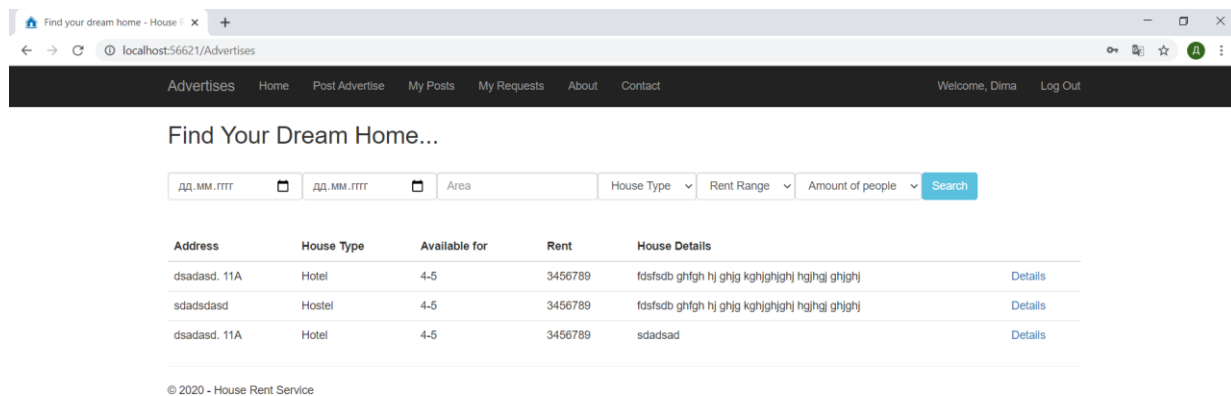 Find your dream home - House R
localhost:56621/Advertises
Advertises Home Post Advertise My Posts My Requests About Contact Welcome, Dima Log Out
Find Your Dream Home...
дд.мм.гггг дд.мм.гггг Area House Type Rent Range Amount of people Search
Address House Type Available for Rent House Details
dsadasd. 11A Hotel 4-5 3456789 fdsfsdb ghfgh hj ghjg kghjghjghj hgjhgj ghjghj Details
sdadsdasd Hostel 4-5 3456789 fdsfsdb ghfgh hj ghjg kghjghjghj hgjhgj ghjghj Details
dsadasd. 11A Hotel 4-5 3456789 sdadsad Details
© 2020 - House Rent Service